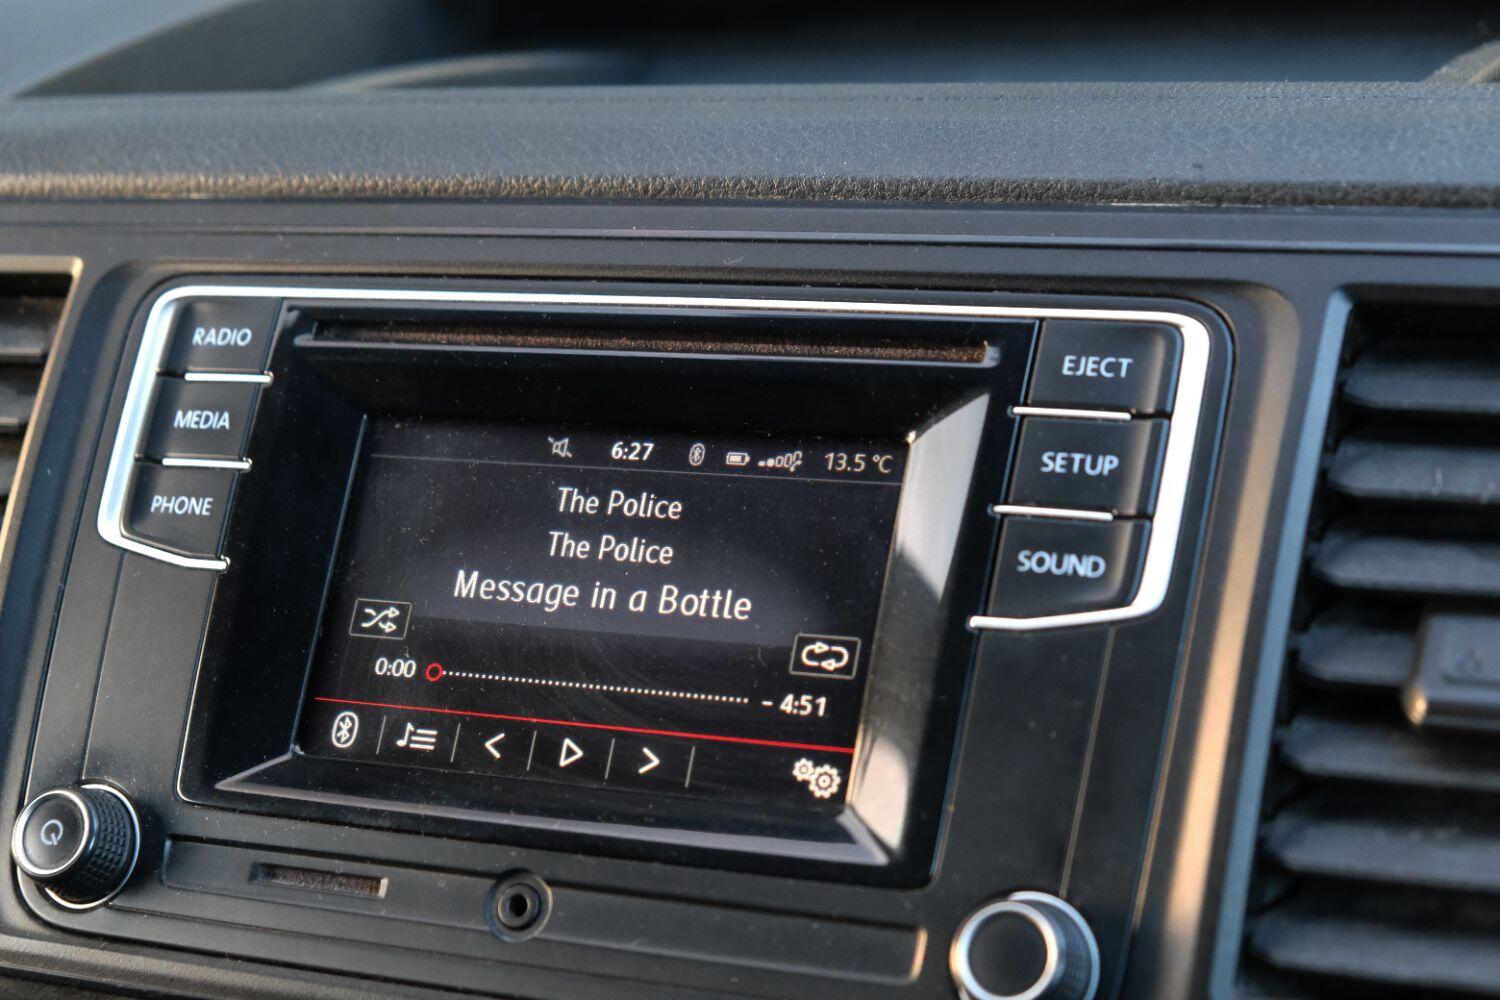 RADIO
MEDIA
PHONE
EJECT
SETUP
SOUND
6:27 13.5 °C
The Police
The Police
Message in a Bottle
0:00 - 4:51